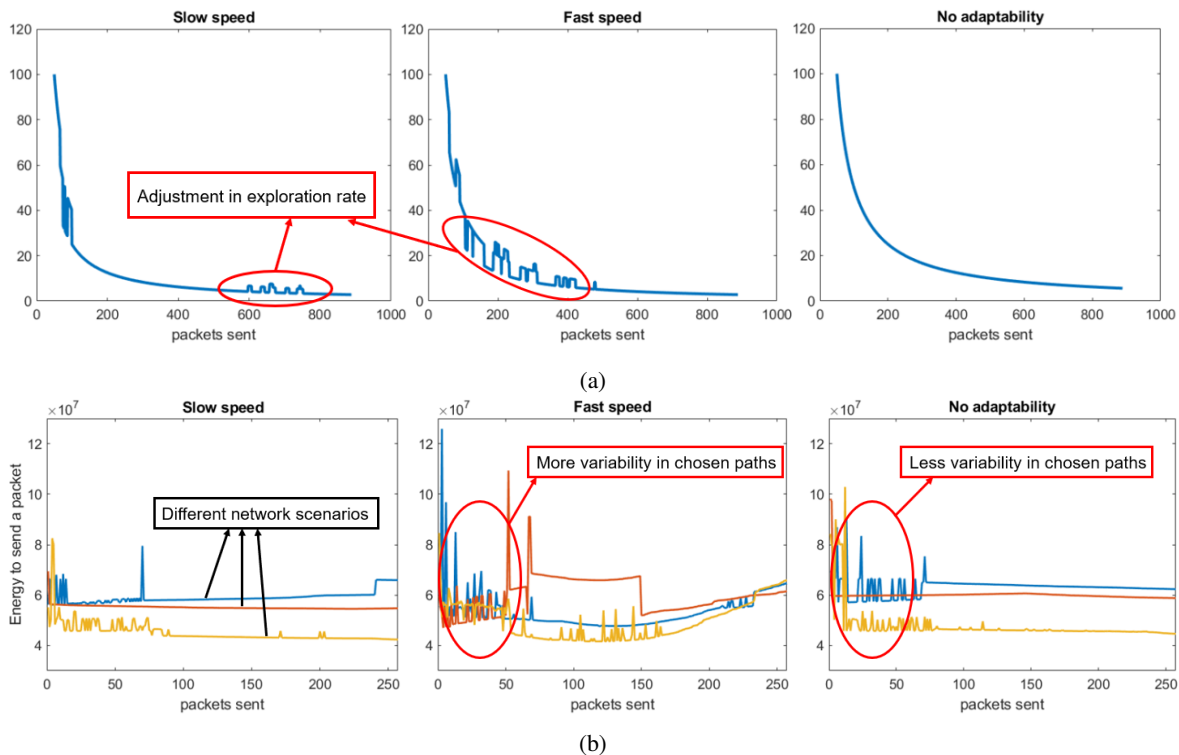 Slow speed
Fast speed
No adaptability
120
100
80
60
40
20
0
0 200 400 600 800 1000
packets sent
120
100
80
60
40
20
0
0 200 400 600 800 1000
packets sent
120
100
80
60
40
20
0
0 200 400 600 800 1000
packets sent
Adjustment in exploration rate
(a)
Slow speed
Fast speed
No adaptability
×10⁷
12
10
8
6
4
Energy to send a packet
0 50 100 150 200 250
packets sent
Different network scenarios
×10⁷
12
10
8
6
4
0 50 100 150 200 250
packets sent
More variability in chosen paths
×10⁷
12
10
8
6
4
0 50 100 150 200 250
packets sent
Less variability in chosen paths
(b)